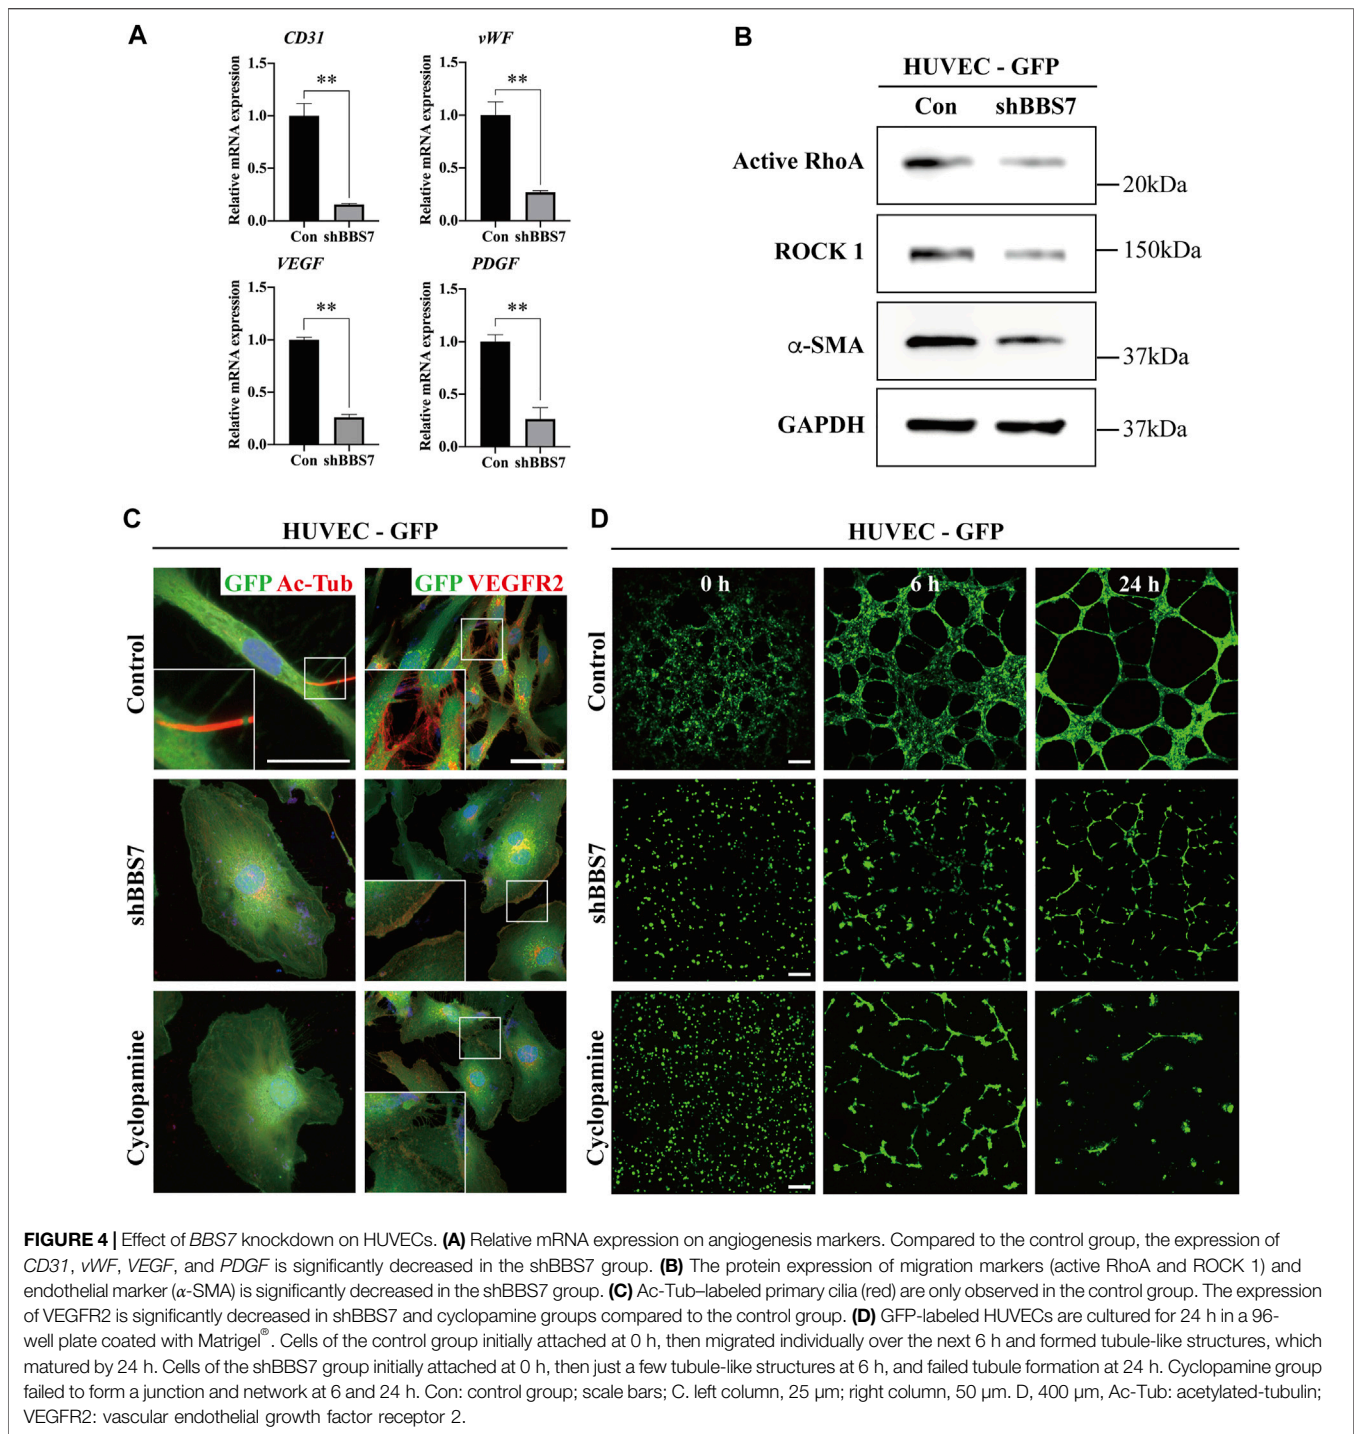 A
CD31
vWF
Relative mRNA expression
1.5
1.0
0.5
0.0
**
Con shBBS7
Relative mRNA expression
1.5
1.0
0.5
0.0
**
Con shBBS7
VEGF
PDGF
Relative mRNA expression
1.5
1.0
0.5
0.0
**
Con shBBS7
Relative mRNA expression
1.5
1.0
0.5
0.0
**
Con shBBS7
B
HUVEC - GFP
Con shBBS7
Active RhoA
20kDa
ROCK 1
150kDa
α-SMA
37kDa
GAPDH
37kDa
C
HUVEC - GFP
GFP Ac-Tub
GFP VEGFR2
Control
shBBS7
Cyclopamine
D
HUVEC - GFP
0 h
6 h
24 h
Control
shBBS7
Cyclopamine
FIGURE 4 | Effect of BBS7 knockdown on HUVECs. (A) Relative mRNA expression on angiogenesis markers. Compared to the control group, the expression of
CD31, vWF, VEGF, and PDGF is significantly decreased in the shBBS7 group. (B) The protein expression of migration markers (active RhoA and ROCK 1) and
endothelial marker (α-SMA) is significantly decreased in the shBBS7 group. (C) Ac-Tub–labeled primary cilia (red) are only observed in the control group. The expression
of VEGFR2 is significantly decreased in shBBS7 and cyclopamine groups compared to the control group. (D) GFP-labeled HUVECs are cultured for 24 h in a 96-
well plate coated with Matrigel®. Cells of the control group initially attached at 0 h, then migrated individually over the next 6 h and formed tubule-like structures, which
matured by 24 h. Cells of the shBBS7 group initially attached at 0 h, then just a few tubule-like structures at 6 h, and failed tubule formation at 24 h. Cyclopamine group
failed to form a junction and network at 6 and 24 h. Con: control group; scale bars; C. left column, 25 μm; right column, 50 μm. D, 400 μm, Ac-Tub: acetylated-tubulin;
VEGFR2: vascular endothelial growth factor receptor 2.